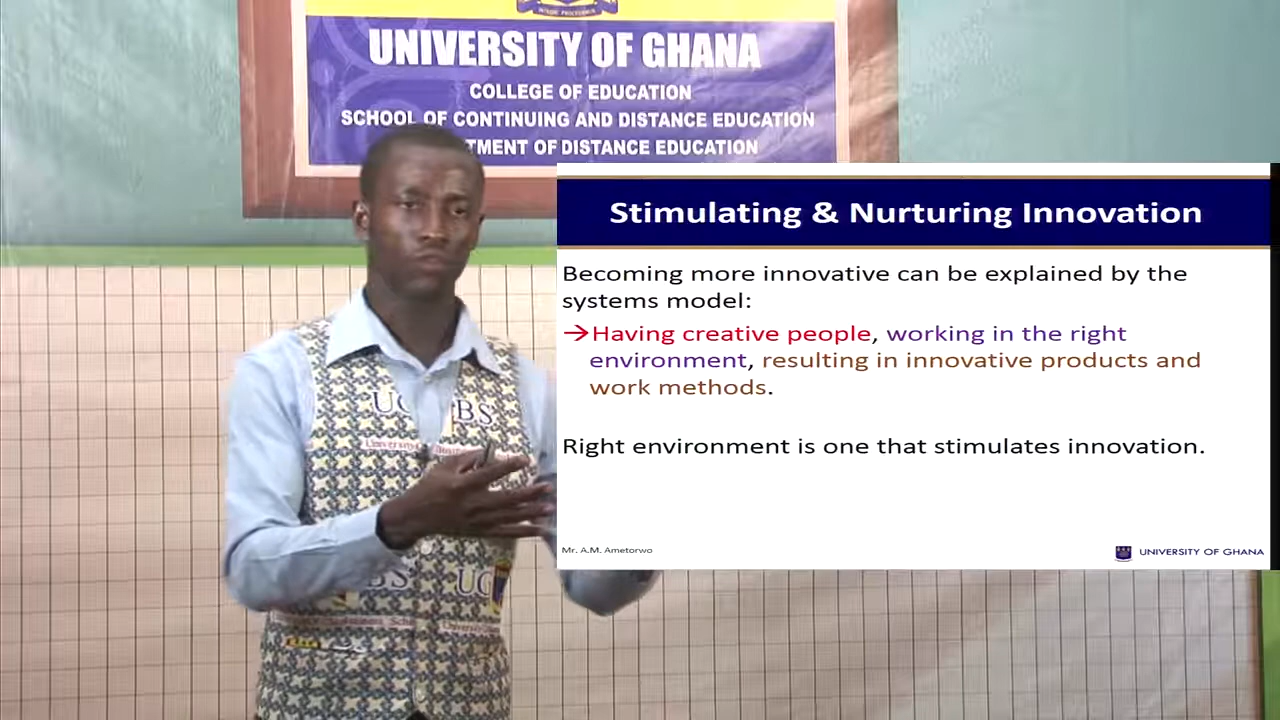 UNIVERSITY OF GHANA
COLLEGE OF EDUCATION
SCHOOL OF CONTINUING AND DISTANCE EDUCATION
OF DISTANCE EDUCATION
Stimulating & Nurturing Innovation
Becoming more innovative can be explained by the
systems model:
→Having creative people, working in the right
environment, resulting in innovative products and
work methods.
Right environment is one that stimulates innovation.
Mr. A.M. Ametorwo
UNIVERSITY OF GHANA